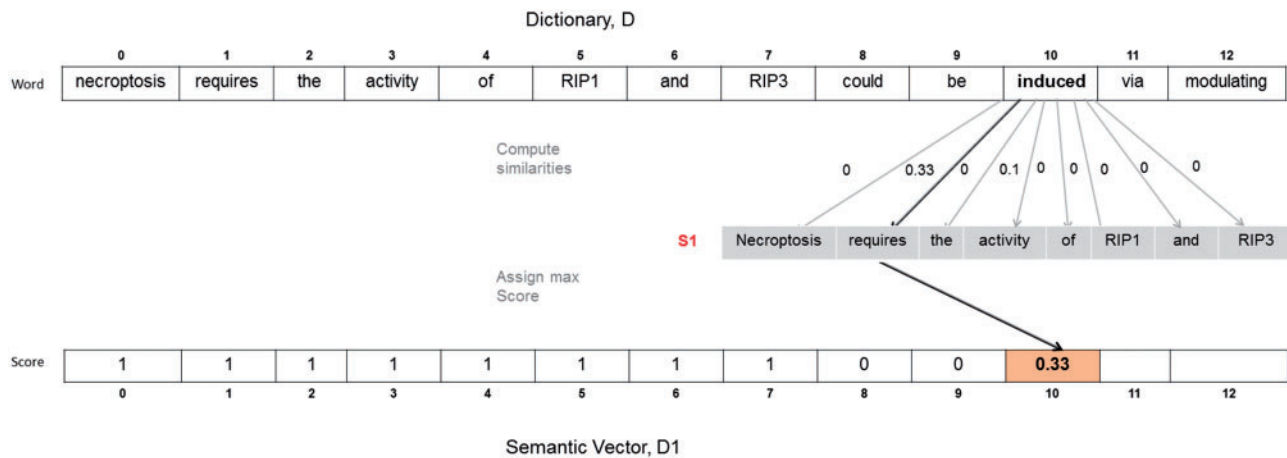 Dictionary, D
0 1 2 3 4 5 6 7 8 9 10 11 12
Word necroptosis requires the activity of RIP1 and RIP3 could be induced via modulating
Compute
similarities
0 0.33 0 0.1 0 0 0 0 0
S1 Necroptosis requires the activity of RIP1 and RIP3
Assign max
Score
Score 1 1 1 1 1 1 1 1 0 0 0.33
0 1 2 3 4 5 6 7 8 9 10 11 12
Semantic Vector, D1